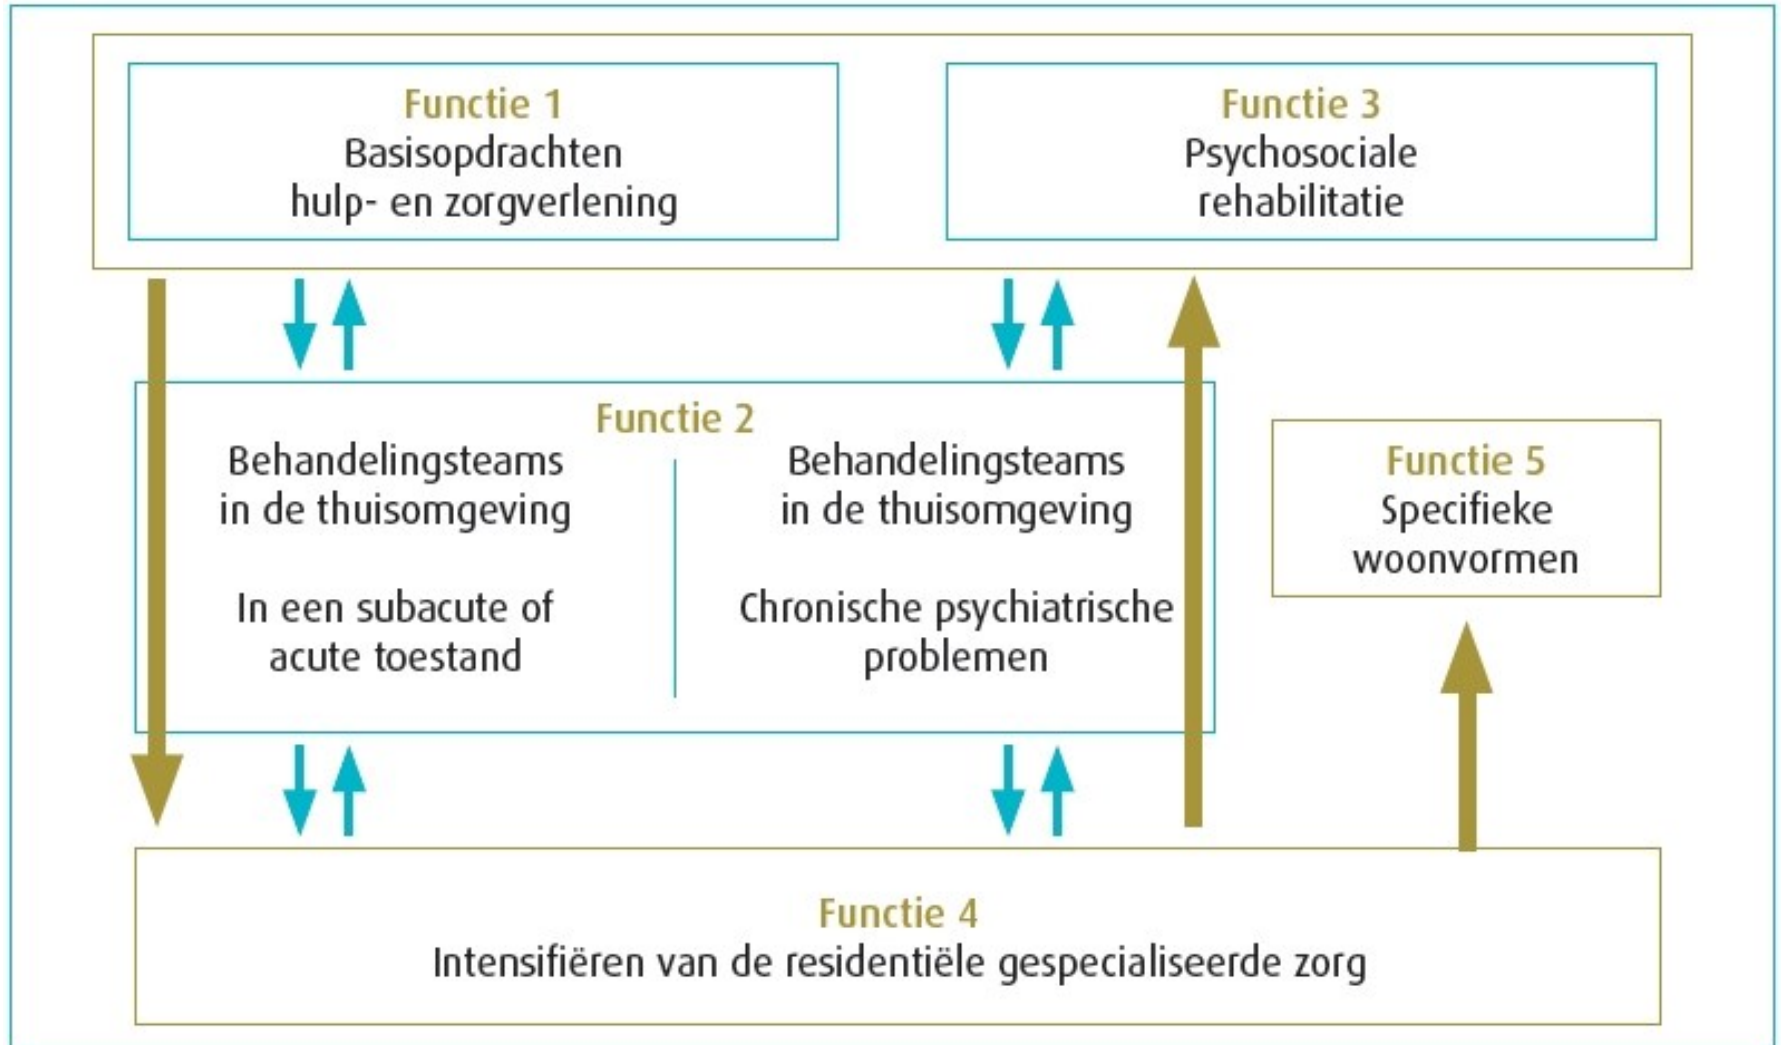 Functie 1
Basisopdrachten
hulp- en zorgverlening
Functie 3
Psychosociale
rehabilitatie
Functie 2
Behandelingsteams
in de thuisomgeving
In een subacute of
acute toestand
Behandelingsteams
in de thuisomgeving
Chronische psychiatrische
problemen
Functie 5
Specifieke
woonvormen
Functie 4
Intensifiëren van de residentiële gespecialiseerde zorg